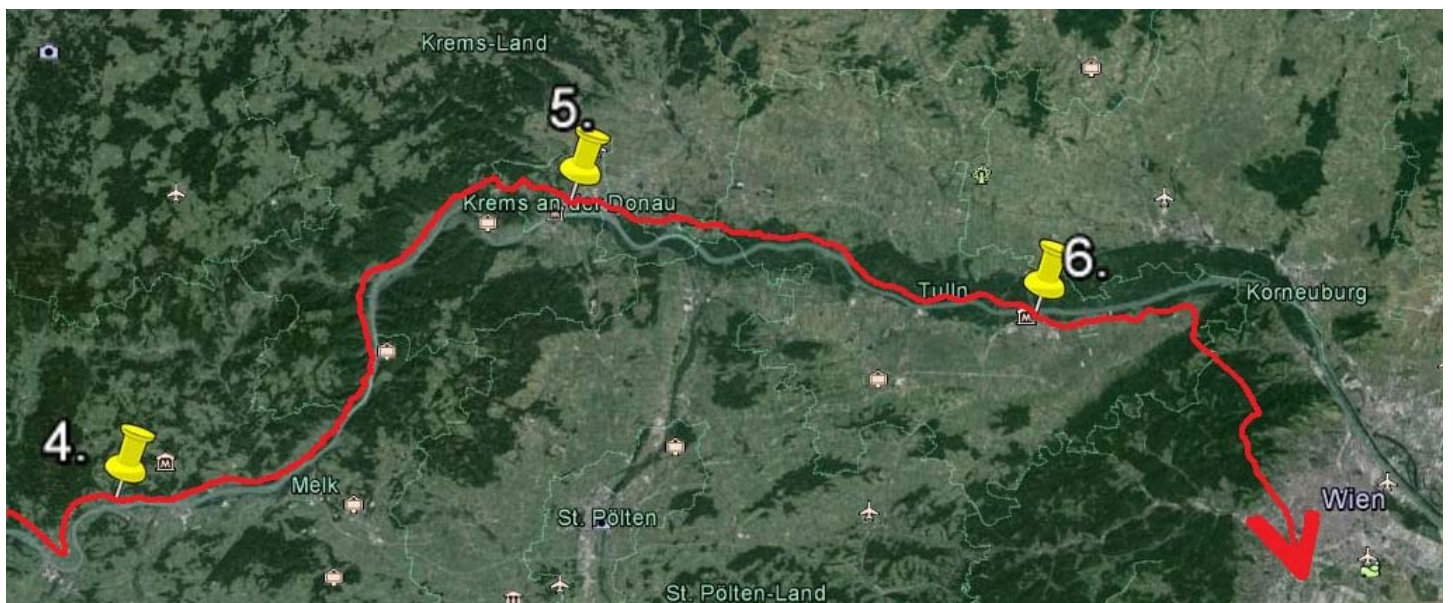 Krems-Land
5.
Krems an der Donau
6.
Tulln
Korneuburg
4.
Melk
Wien
St. Pölten
St. Pölten-Land